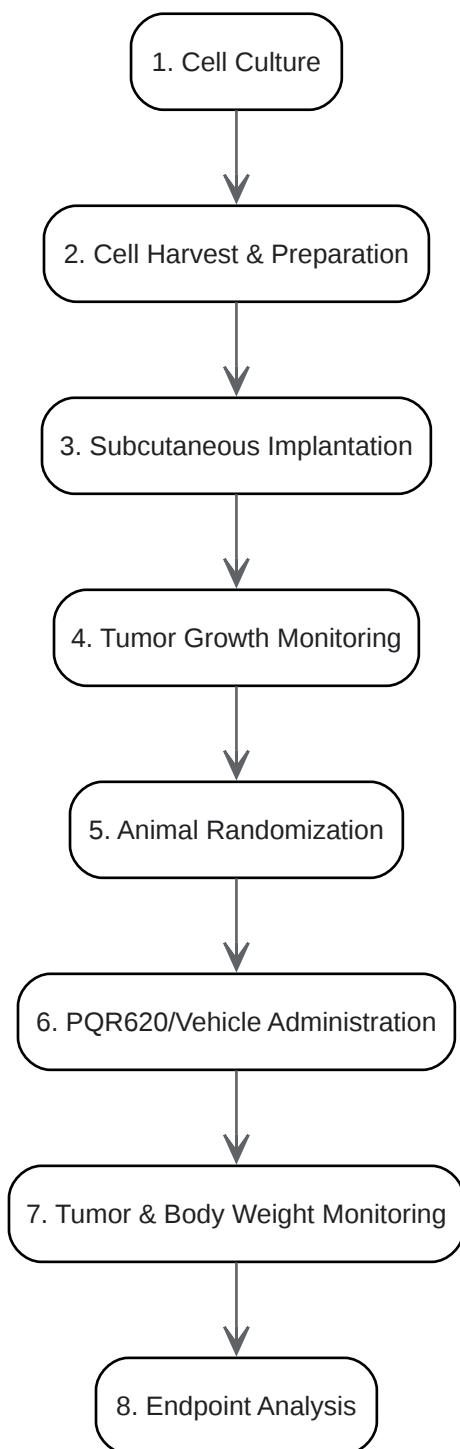 1. Cell Culture
2. Cell Harvest & Preparation
3. Subcutaneous Implantation
4. Tumor Growth Monitoring
5. Animal Randomization
6. PQR620/Vehicle Administration
7. Tumor & Body Weight Monitoring
8. Endpoint Analysis